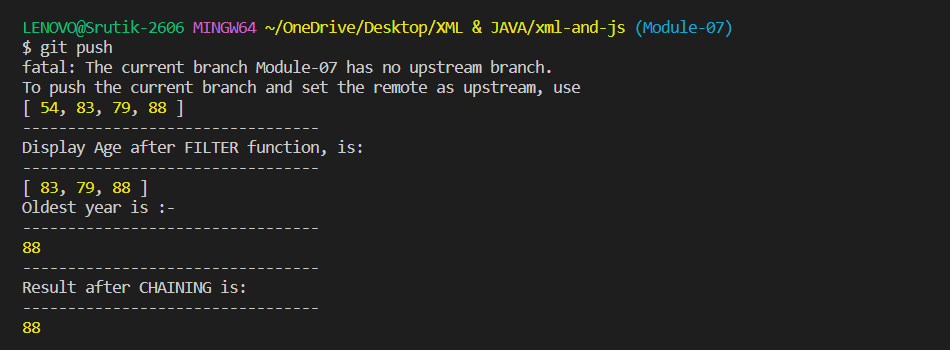 LENOVO@Srutik-2606 MINGW64 ~/OneDrive/Desktop/XML & JAVA/xml-and-js (Module-07)
$ git push
fatal: The current branch Module-07 has no upstream branch.
To push the current branch and set the remote as upstream, use
[ 54, 83, 79, 88 ]
---------------------------------
Display Age after FILTER function, is:
---------------------------------
[ 83, 79, 88 ]
Oldest year is :-
---------------------------------
88
---------------------------------
Result after CHAINING is:
---------------------------------
88